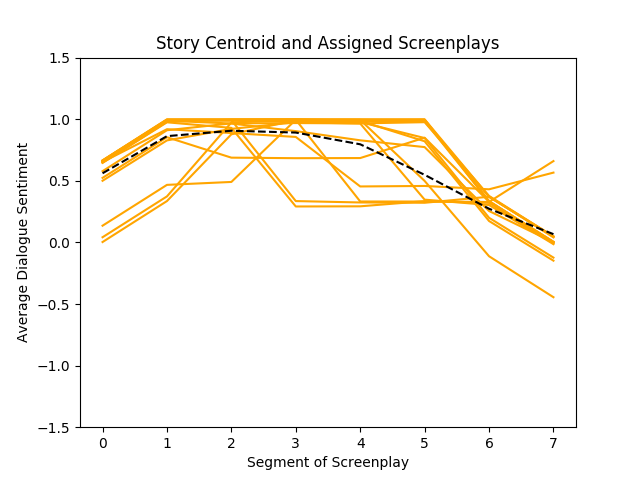 Story Centroid and Assigned Screenplays
1.5
1.0
0.5
0.0
−0.5
−1.0
−1.5
Average Dialogue Sentiment
0 1 2 3 4 5 6 7
Segment of Screenplay